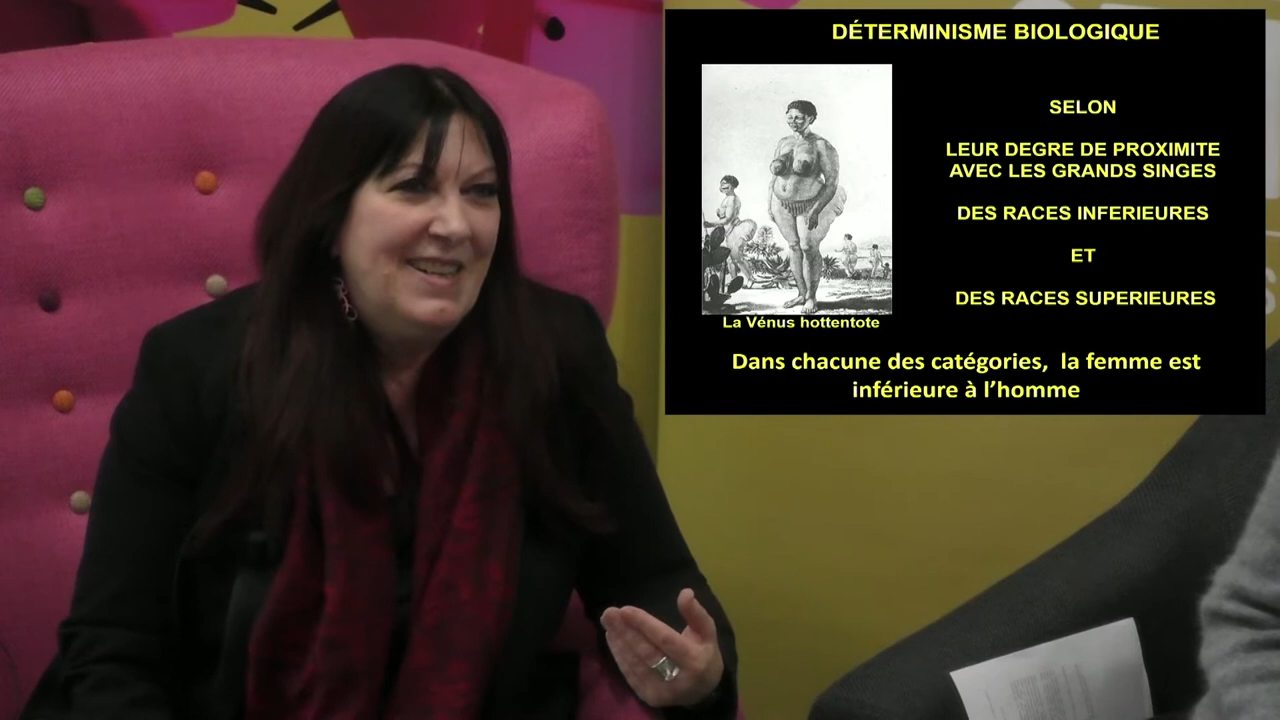 DÉTERMINISME BIOLOGIQUE
SELON
LEUR DEGRE DE PROXIMITE
AVEC LES GRANDS SINGES
DES RACES INFERIEURES
ET
DES RACES SUPERIEURES
La Vénus hottentote
Dans chacune des catégories, la femme est
inférieure à l'homme